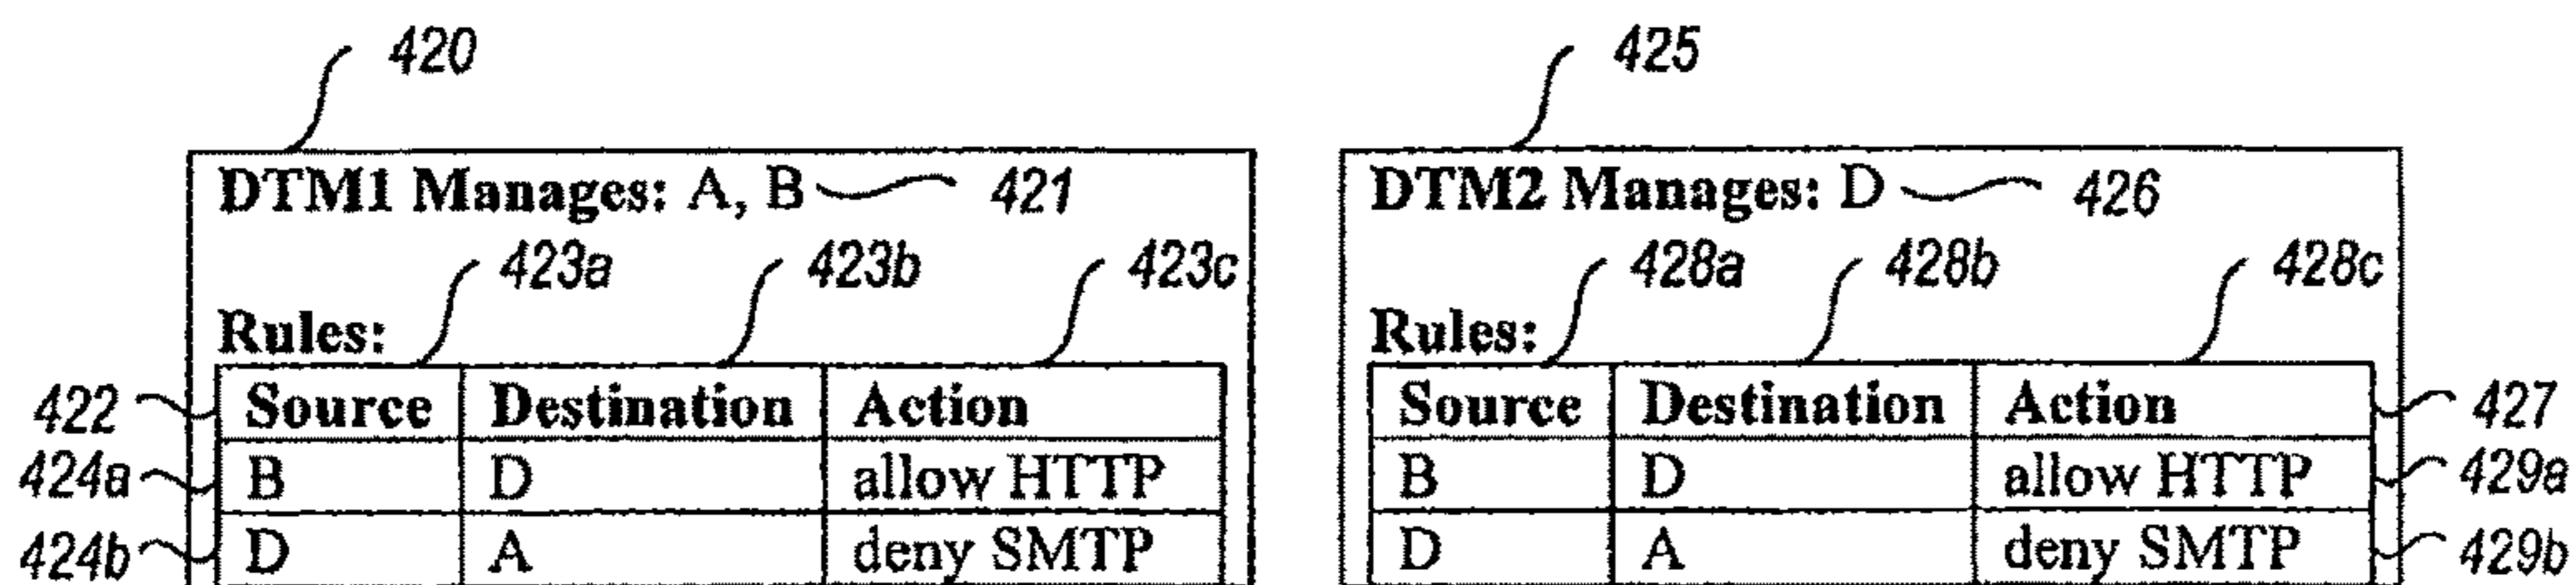 420 425
DTM1 Manages: A, B 421 DTM2 Manages: D 426
423a 423b 423c 428a 428b 428c
Rules: Rules:
422 Source Destination Action Source Destination Action 427
424a B D allow HTTP B D allow HTTP 429a
424b D A deny SMTP D A deny SMTP 429b